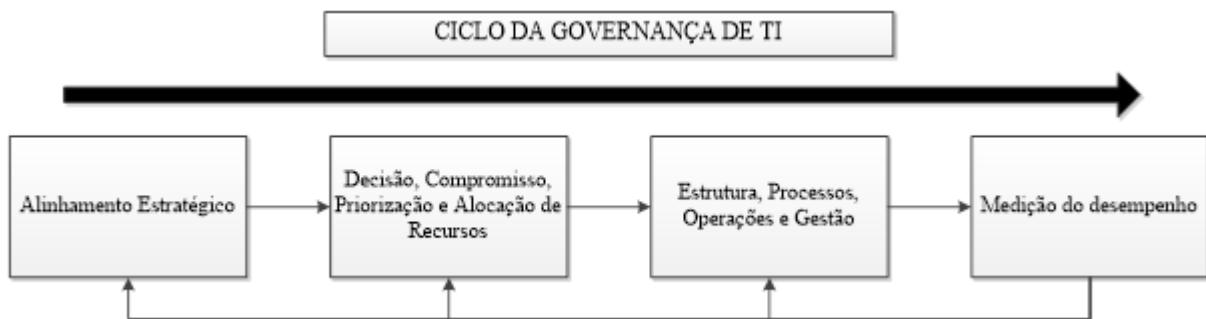 CICLO DA GOVERNANÇA DE TI
Alinhamento Estratégico
Decisão, Compromisso,
Priorização e Alocação de
Recursos
Estrutura, Processos,
Operações e Gestão
Medição do desempenho